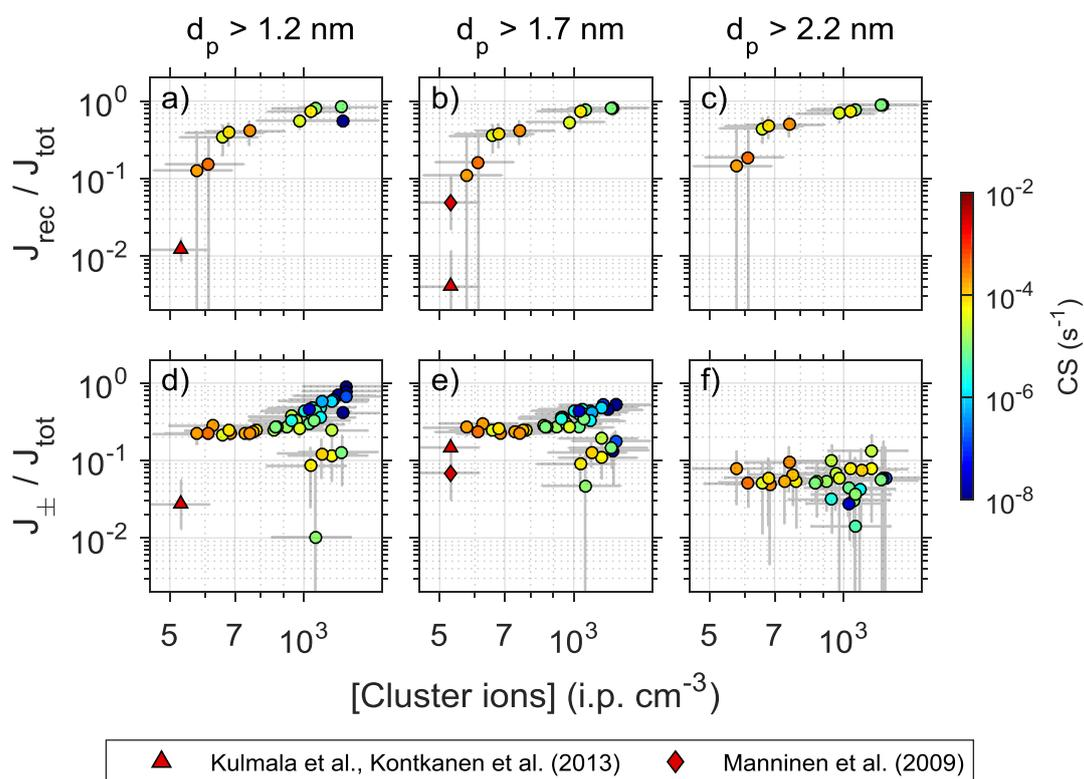 d_p > 1.2 nm d_p > 1.7 nm d_p > 2.2 nm
a) b) c)
J_rec / J_tot
10^0
10^-1
10^-2
d) e) f)
J_± / J_tot
10^0
10^-1
10^-2
5 7 10^3 5 7 10^3 5 7 10^3
[Cluster ions] (i.p. cm^-3)
10^-2
10^-4
10^-6
10^-8
CS (s^-1)
Kulmala et al., Kontkanen et al. (2013) Manninen et al. (2009)